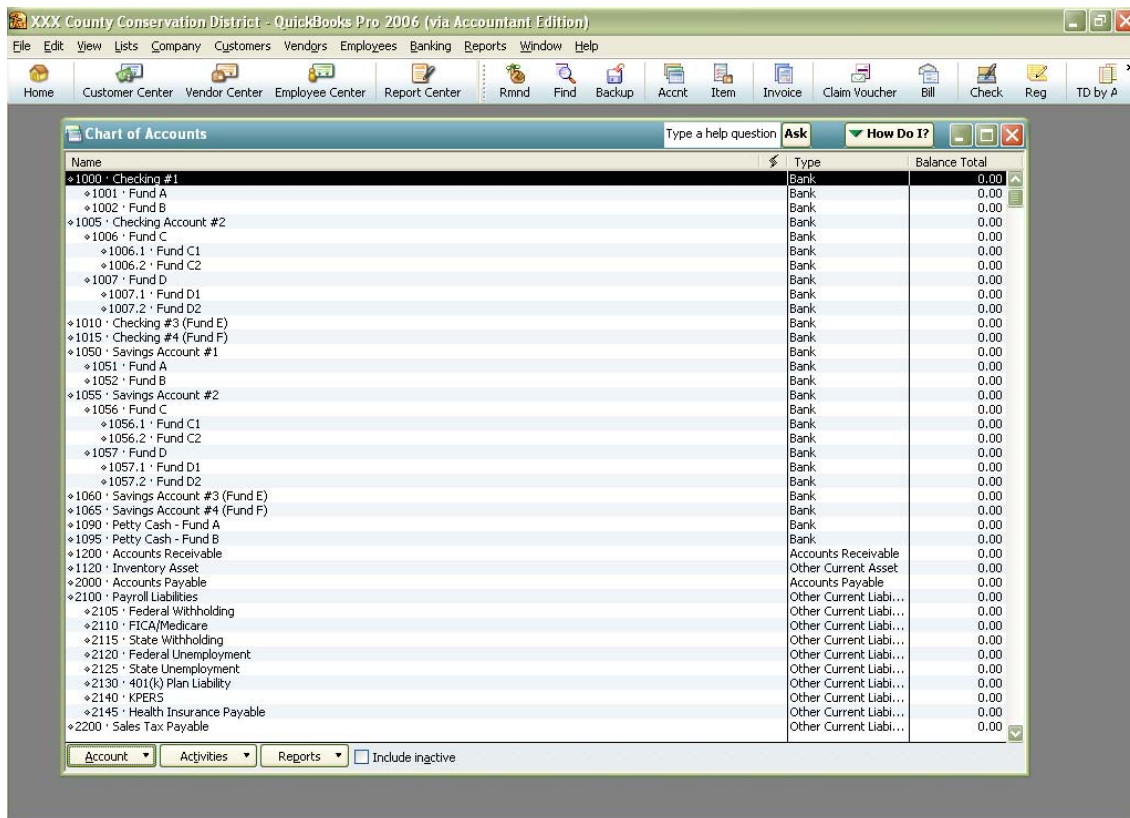 XXX County Conservation District - QuickBooks Pro 2006 (via Accountant Edition)
File Edit View Lists Company Customers Vendors Employees Banking Reports Window Help
Home Customer Center Vendor Center Employee Center Report Center Rmnd Find Backup Accnt Item Invoice Claim Voucher Bill Check Reg TD by A
Chart of Accounts Type a help question Ask How Do I?
Name Type Balance Total
1000 · Checking #1 Bank 0.00
1001 · Fund A Bank 0.00
1002 · Fund B Bank 0.00
1005 · Checking Account #2 Bank 0.00
1006 · Fund C Bank 0.00
1006.1 · Fund C1 Bank 0.00
1006.2 · Fund C2 Bank 0.00
1007 · Fund D Bank 0.00
1007.1 · Fund D1 Bank 0.00
1007.2 · Fund D2 Bank 0.00
1010 · Checking #3 (Fund E) Bank 0.00
1015 · Checking #4 (Fund F) Bank 0.00
1050 · Savings Account #1 Bank 0.00
1051 · Fund A Bank 0.00
1052 · Fund B Bank 0.00
1055 · Savings Account #2 Bank 0.00
1056 · Fund C Bank 0.00
1056.1 · Fund C1 Bank 0.00
1056.2 · Fund C2 Bank 0.00
1057 · Fund D Bank 0.00
1057.1 · Fund D1 Bank 0.00
1057.2 · Fund D2 Bank 0.00
1060 · Savings Account #3 (Fund E) Bank 0.00
1065 · Savings Account #4 (Fund F) Bank 0.00
1090 · Petty Cash - Fund A Bank 0.00
1095 · Petty Cash - Fund B Bank 0.00
1200 · Accounts Receivable Accounts Receivable 0.00
1120 · Inventory Asset Other Current Asset 0.00
2000 · Accounts Payable Accounts Payable 0.00
2100 · Payroll Liabilities Other Current Liabi... 0.00
2105 · Federal Withholding Other Current Liabi... 0.00
2110 · FICA/Medicare Other Current Liabi... 0.00
2115 · State Withholding Other Current Liabi... 0.00
2120 · Federal Unemployment Other Current Liabi... 0.00
2125 · State Unemployment Other Current Liabi... 0.00
2130 · 401(k) Plan Liability Other Current Liabi... 0.00
2140 · KPERS Other Current Liabi... 0.00
2145 · Health Insurance Payable Other Current Liabi... 0.00
2200 · Sales Tax Payable Other Current Liabi... 0.00
Account Activities Reports Include inactive